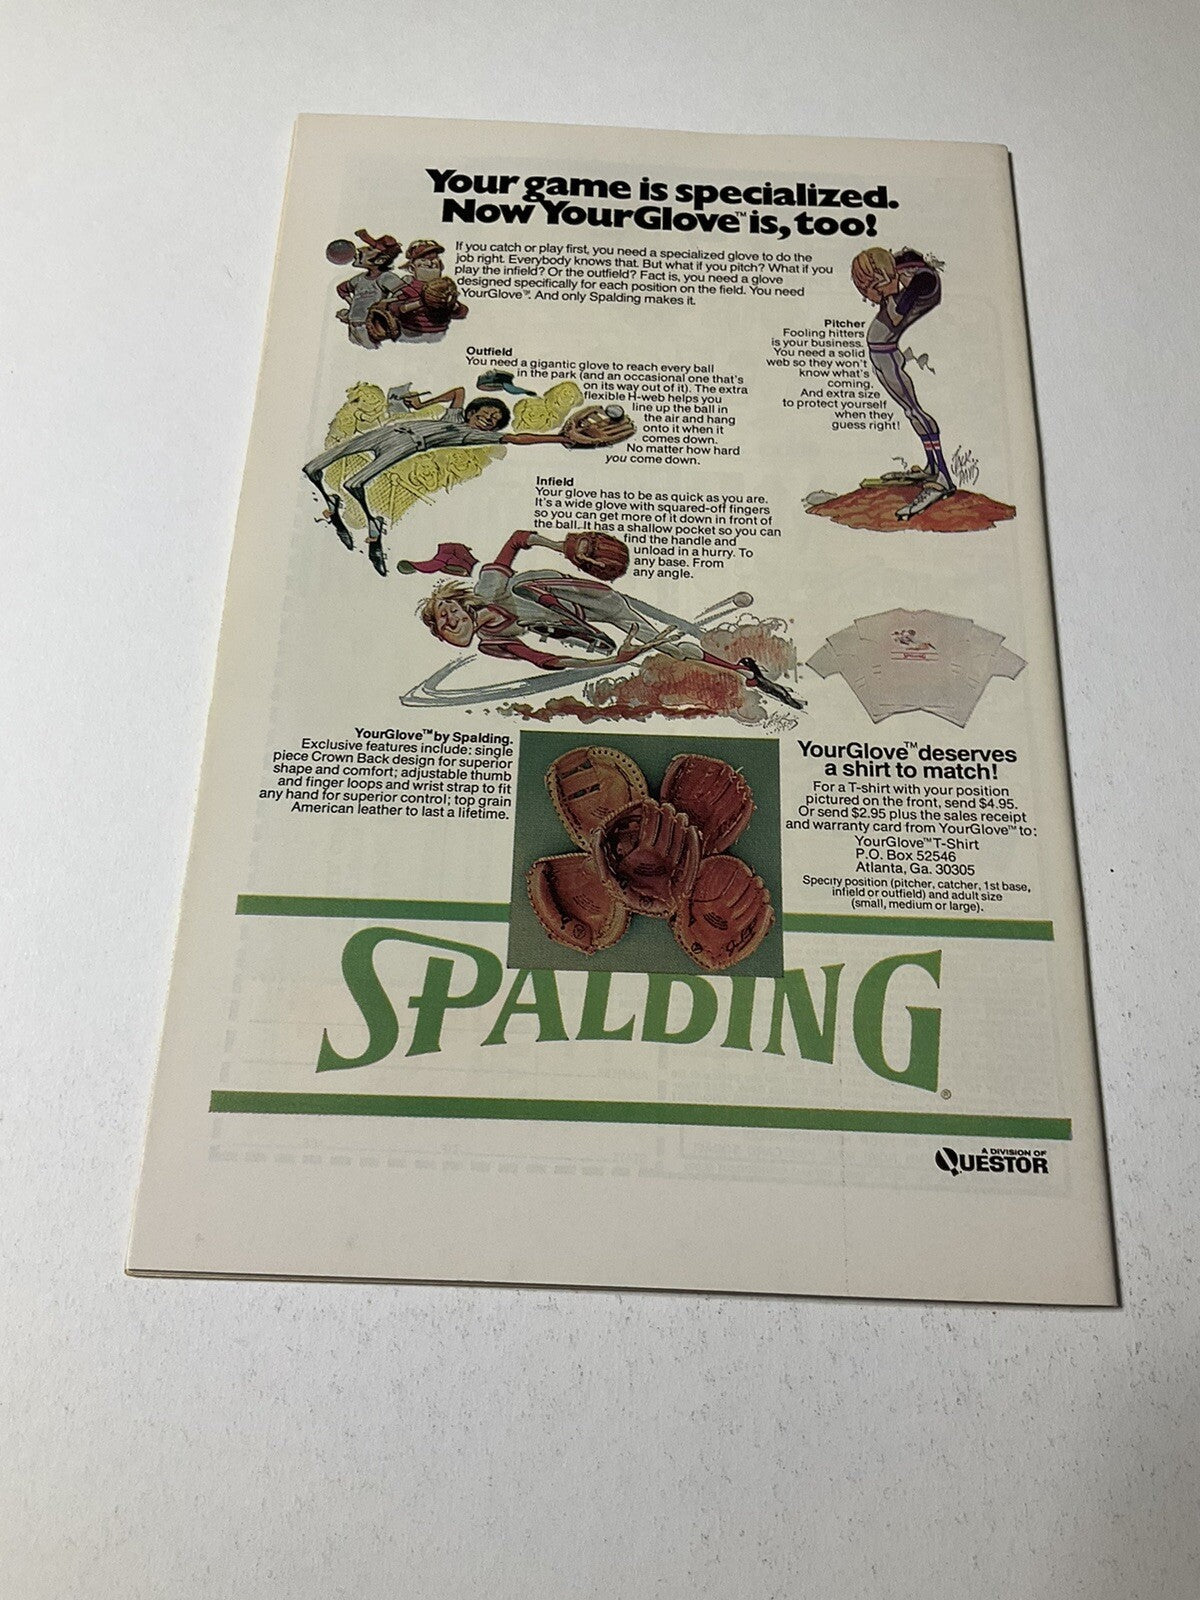 Your game is specialized.
Now YourGlove™ is, too!
If you catch or play first, you need a specialized glove to do the
job right. Everybody knows that. But what if you pitch? What if you
play the infield? Or the outfield? Fact is, you need a glove
designed specifically for each position on the field. You need
YourGlove™. And only Spalding makes it.
Pitcher
Fooling hitters
is your business.
You need a solid
web so they won't
know what's
coming.
And extra size
to protect yourself
when they
guess right!
JACK
DAVIS
Outfield
You need a gigantic glove to reach every ball
in the park (and an occasional one that's
on its way out of it). The extra
flexible H-web helps you
line up the ball in
the air and hang
onto it when it
comes down.
No matter how hard
you come down.
Infield
Your glove has to be as quick as you are.
It's a wide glove with squared-off fingers
so you can get more of it down in front of
the ball. It has a shallow pocket so you can
find the handle and
unload in a hurry. To
any base. From
any angle.
YourGlove™ by Spalding.
Exclusive features include: single
piece Crown Back design for superior
shape and comfort; adjustable thumb
and finger loops and wrist strap to fit
any hand for superior control; top grain
American leather to last a lifetime.
YourGlove™ deserves
a shirt to match!
For a T-shirt with your position
pictured on the front, send $4.95.
Or send $2.95 plus the sales receipt
and warranty card from YourGlove™ to:
YourGlove™ T-Shirt
P.O. Box 52546
Atlanta, Ga. 30305
Specify position (pitcher, catcher, 1st base,
infield or outfield) and adult size
(small, medium or large).
SPALDING®
A DIVISION OF
QUESTOR